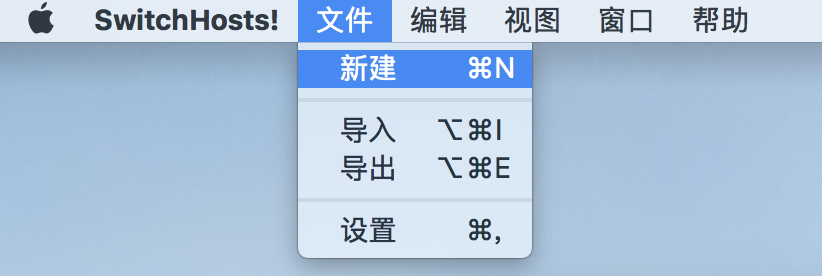 SwitchHosts! 文件 编辑 视图 窗口 帮助
新建 ⌘N
导入 ⌥⌘I
导出 ⌥⌘E
设置 ⌘,